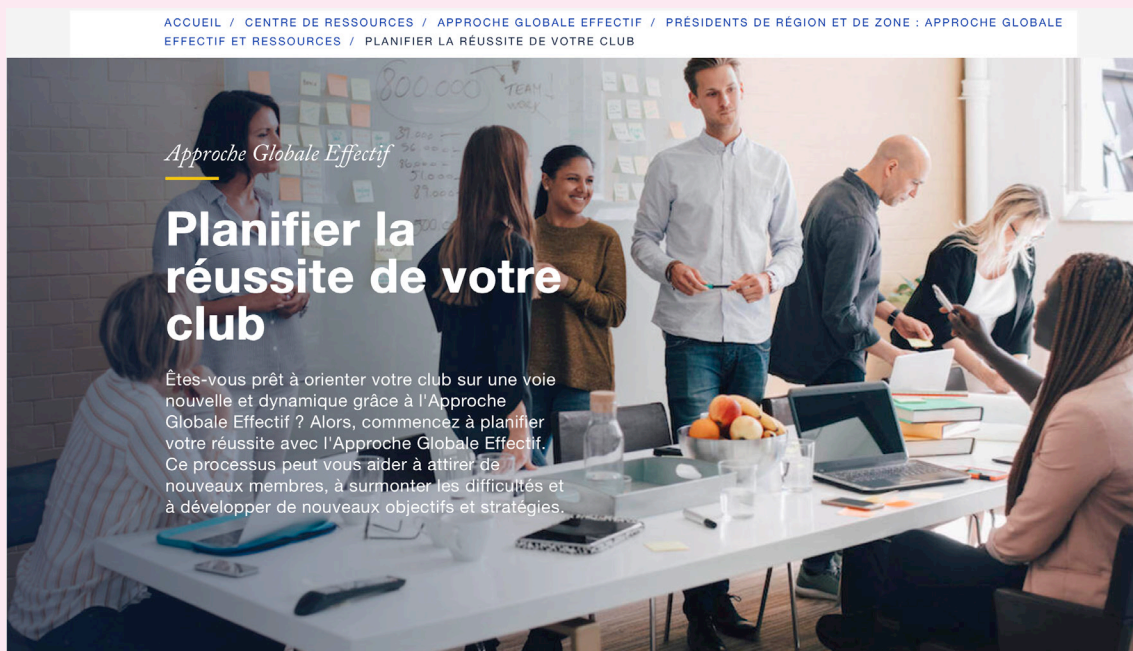 ACCUEIL / CENTRE DE RESSOURCES / APPROCHE GLOBALE EFFECTIF / PRÉSIDENTS DE RÉGION ET DE ZONE : APPROCHE GLOBALE
EFFECTIF ET RESSOURCES / PLANIFIER LA RÉUSSITE DE VOTRE CLUB
800.000
TEAM
WORK
Approche Globale Effectif
Planifier la
réussite de votre
club
Êtes-vous prêt à orienter votre club sur une voie
nouvelle et dynamique grâce à l'Approche
Globale Effectif ? Alors, commencez à planifier
votre réussite avec l'Approche Globale Effectif.
Ce processus peut vous aider à attirer de
nouveaux membres, à surmonter les difficultés et
à développer de nouveaux objectifs et stratégies.